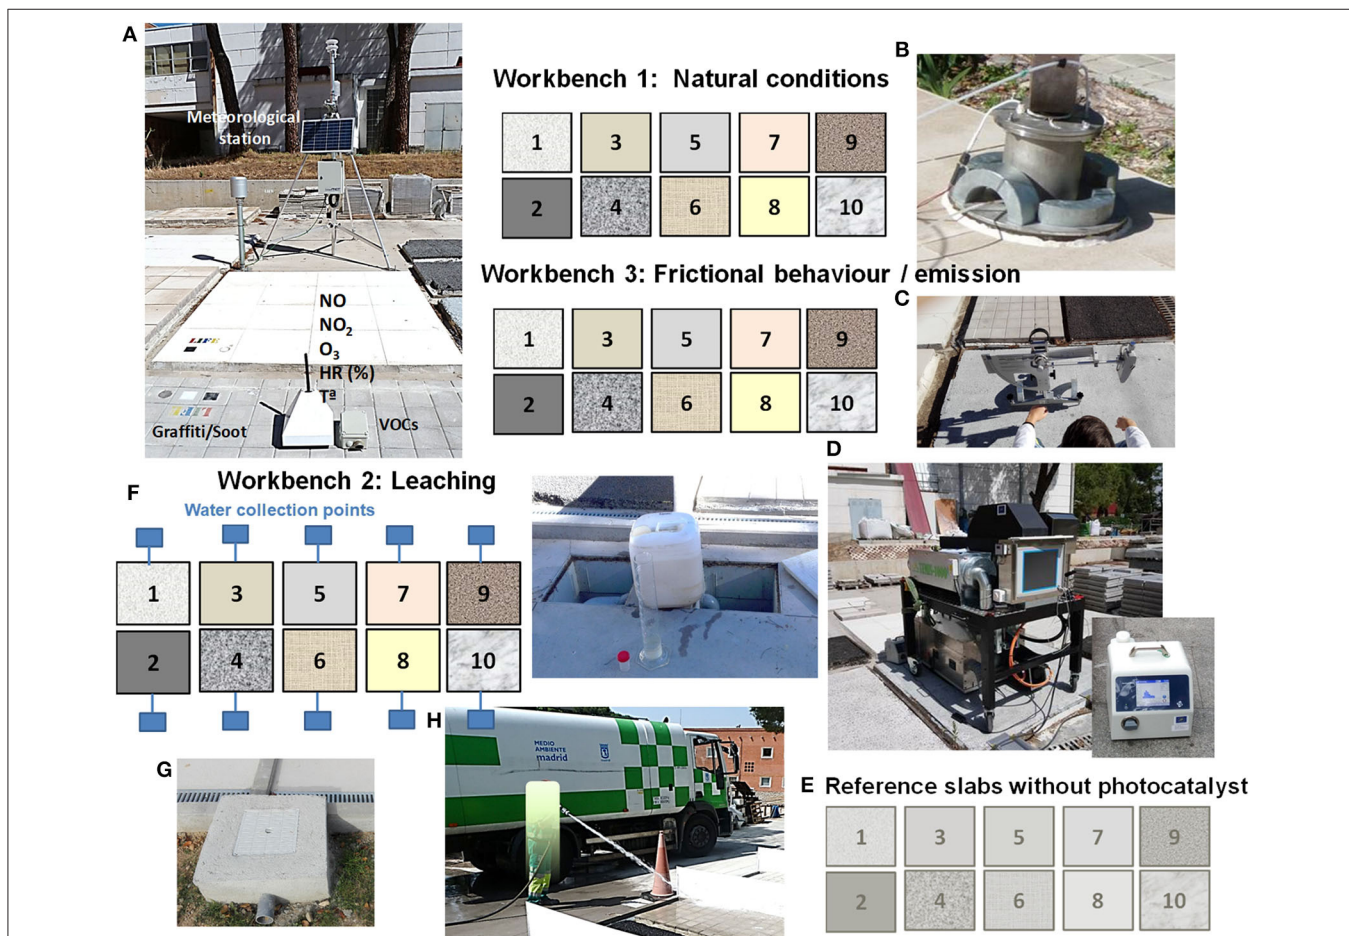 A
Meteorological
station
NO
NO2
O3
HR (%)
Tª
Graffiti/Soot
VOCs
Workbench 1: Natural conditions
1
3
5
7
9
2
4
6
8
10
B
Workbench 3: Frictional behaviour / emission
1
3
5
7
9
2
4
6
8
10
C
D
F
Workbench 2: Leaching
Water collection points
1
3
5
7
9
2
4
6
8
10
G
H
MEDIO
AMBIENTE
madrid
E
Reference slabs without photocatalyst
1
3
5
7
9
2
4
6
8
10